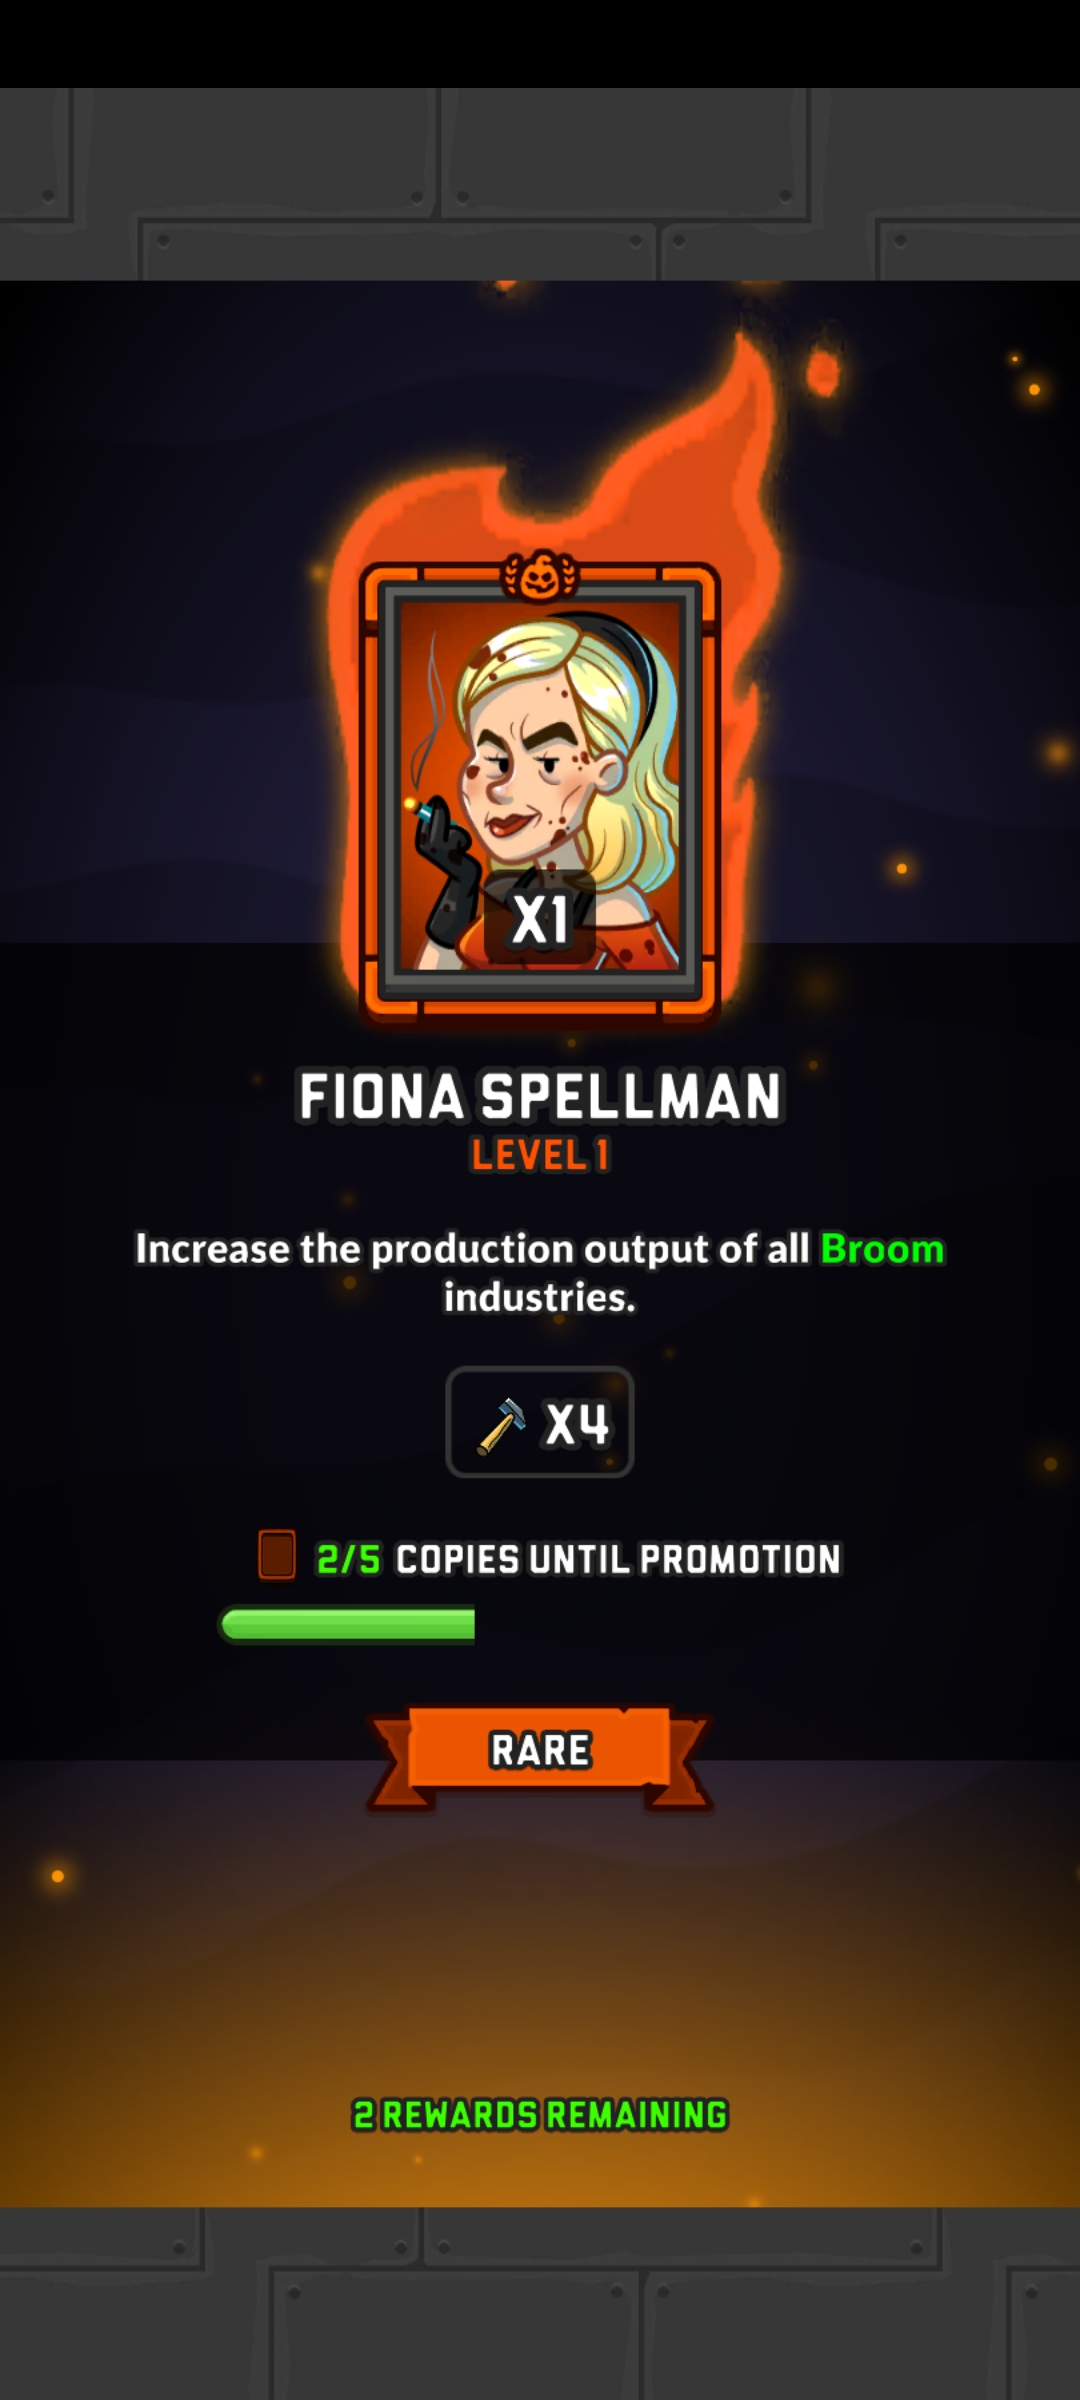 X1
FIONA SPELLMAN
LEVEL 1
Increase the production output of all Broom
industries.
X4
2/5 COPIES UNTIL PROMOTION
RARE
2 REWARDS REMAINING